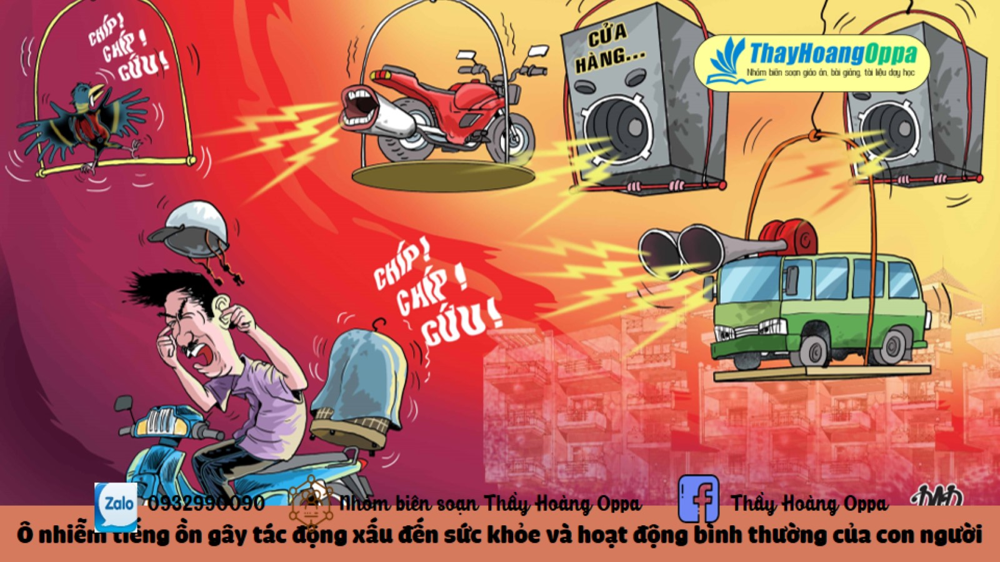 CHÍP!
CHÍP!
CỨU!
CỬA
HÀNG...
ThayHoangOppa
Nhóm biên soạn giáo án, bài giảng, tài liệu dạy học
CHÍP!
CHÍP!
CỨU!
DAD
Zalo 0932990090 Nhóm biên soạn Thầy Hoàng Oppa f Thầy Hoàng Oppa
Ô nhiễm tiếng ồn gây tác động xấu đến sức khỏe và hoạt động bình thường của con người